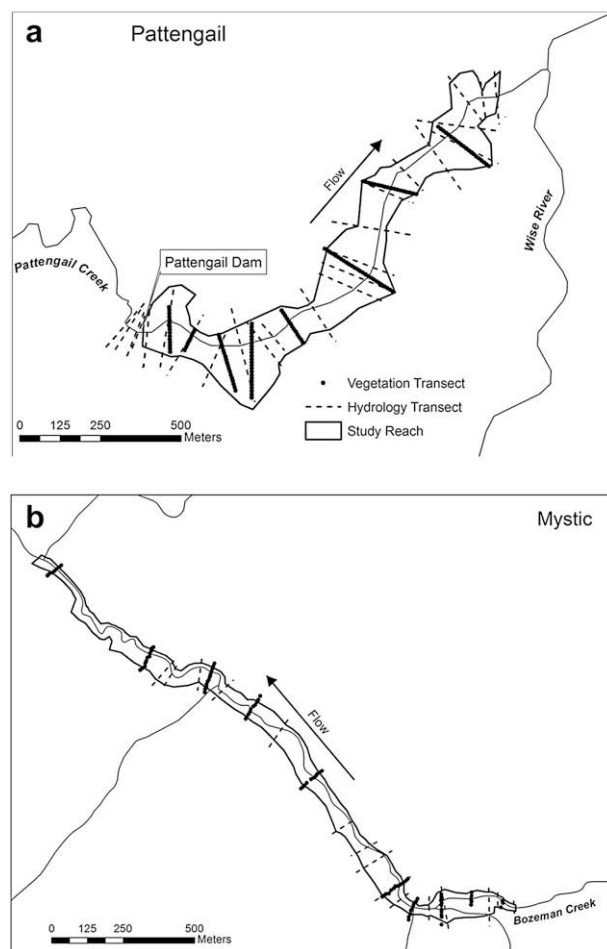 a Pattengail
Flow
Wise River
Pattengail Creek
Pattengail Dam
Vegetation Transect
Hydrology Transect
Study Reach
0 125 250 500
Meters
b Mystic
Flow
Bozeman Creek
0 125 250 500
Meters